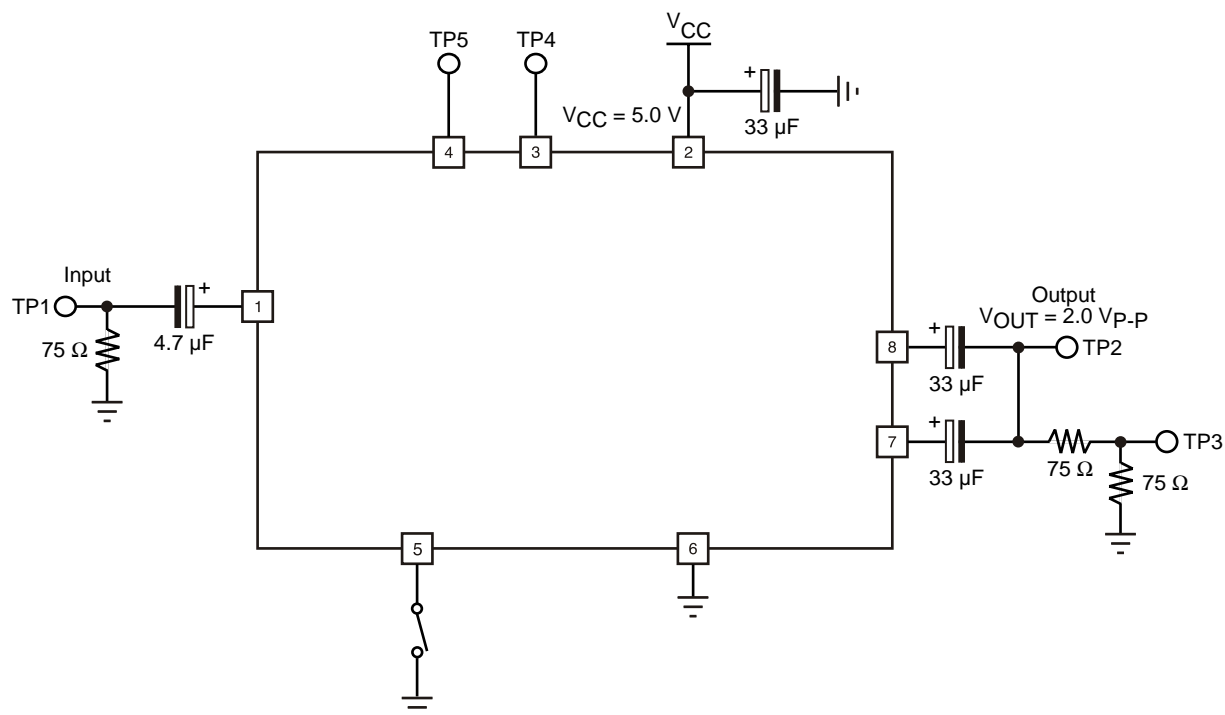 VCC
TP5
TP4
+
VCC = 5.0 V
33 µF
4
3
2
Input
TP1
+
1
75 Ω
4.7 µF
Output
VOUT = 2.0 VP-P
+
8
TP2
33 µF
+
7
TP3
33 µF
75 Ω
75 Ω
5
6